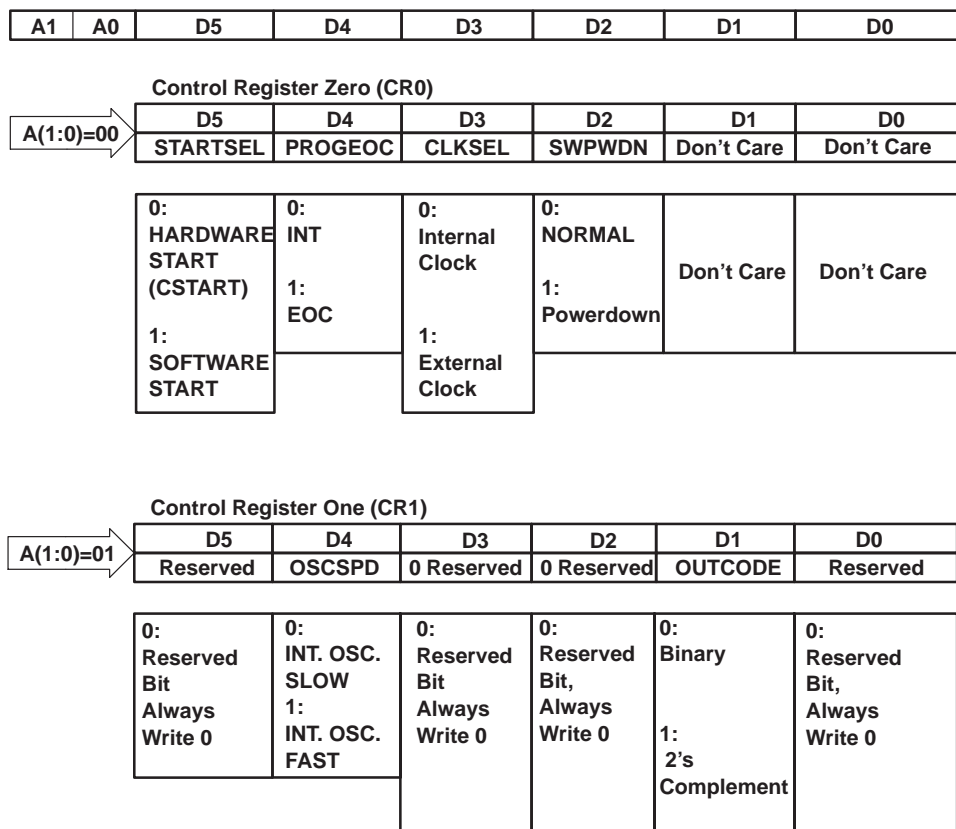 A1 A0 D5 D4 D3 D2 D1 D0
Control Register Zero (CR0)
A(1:0)=00
D5 D4 D3 D2 D1 D0
STARTSEL PROGEOC CLKSEL SWPWDN Don't Care Don't Care
0:
HARDWARE
START
(CSTART)
1:
SOFTWARE
START
0:
INT
1:
EOC
0:
Internal
Clock
1:
External
Clock
0:
NORMAL
1:
Powerdown
Don't Care
Don't Care
Control Register One (CR1)
A(1:0)=01
D5 D4 D3 D2 D1 D0
Reserved OSCSPD 0 Reserved 0 Reserved OUTCODE Reserved
0:
Reserved
Bit
Always
Write 0
0:
INT. OSC.
SLOW
1:
INT. OSC.
FAST
0:
Reserved
Bit
Always
Write 0
0:
Reserved
Bit,
Always
Write 0
0:
Binary
1:
2's
Complement
0:
Reserved
Bit,
Always
Write 0